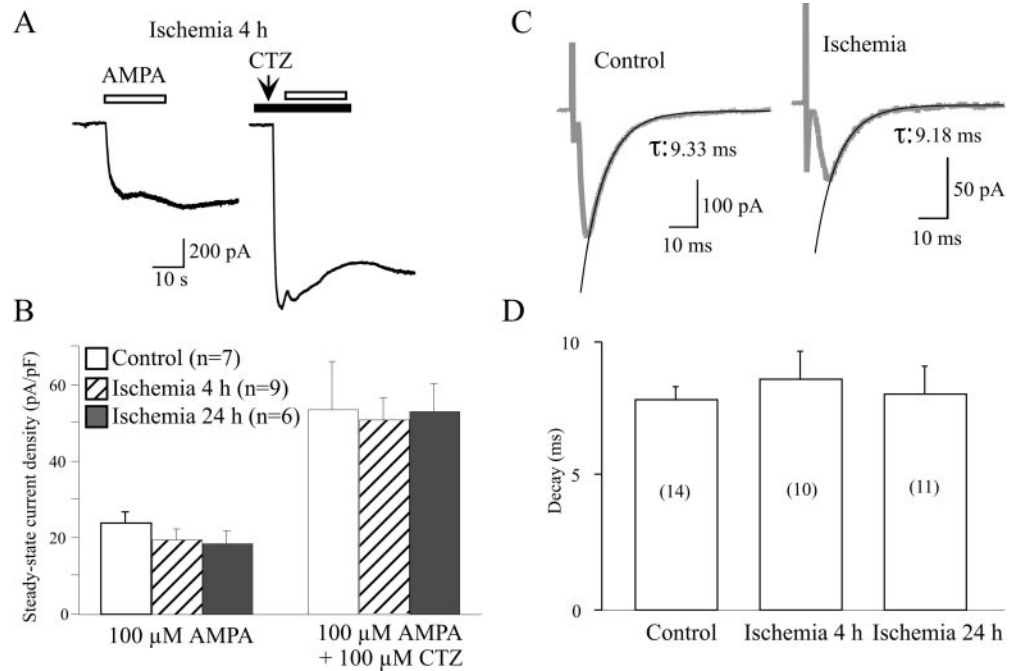 A
Ischemia 4 h
AMPA
CTZ
200 pA
10 s
B
Steady-state current density (pA/pF)
60
50
40
30
20
10
0
Control (n=7)
Ischemia 4 h (n=9)
Ischemia 24 h (n=6)
100 µM AMPA
100 µM AMPA
+ 100 µM CTZ
C
Control
τ: 9.33 ms
100 pA
10 ms
Ischemia
τ: 9.18 ms
50 pA
10 ms
D
Decay (ms)
10
5
0
(14)
(10)
(11)
Control
Ischemia 4 h
Ischemia 24 h